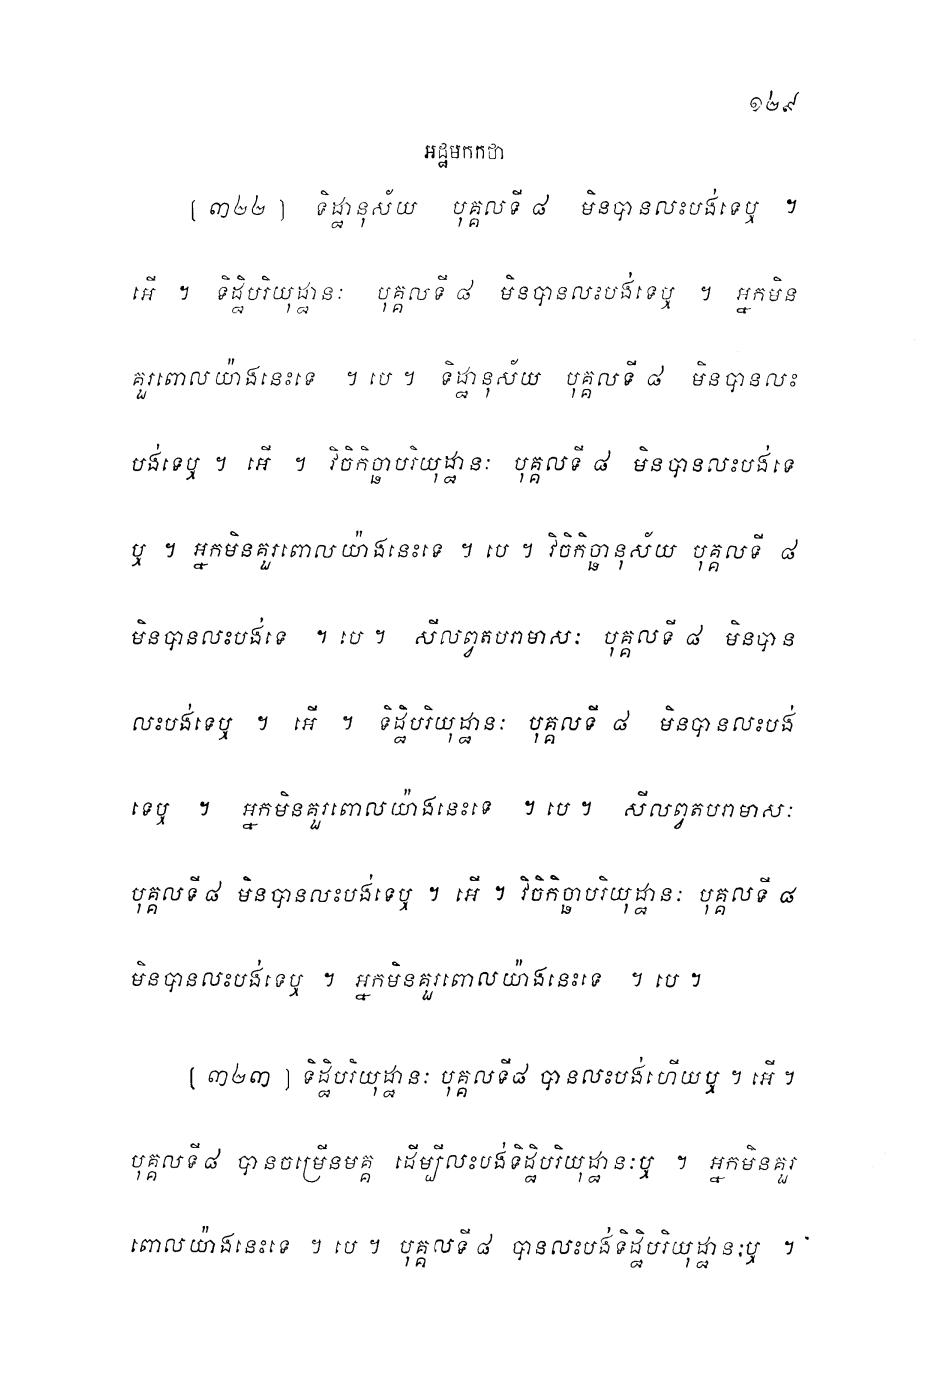 ១២៩
អដ្ឋមកកថា
[ ៣២២ ] ទិដ្ឋានុស័យ បុគ្គលទី ៨ មិនបានលះបង់ទេឬ ។
អើ ។ ទិដ្ឋិបរិយុដ្ឋានៈ បុគ្គលទី ៨ មិនបានលះបង់ទេឬ ។ អ្នកមិន
គួរពោលយ៉ាងនេះទេ ។ បេ ។ ទិដ្ឋានុស័យ បុគ្គលទី ៨ មិនបានលះ
បង់ទេឬ ។ អើ ។ វិចិកិច្ឆាបរិយុដ្ឋានៈ បុគ្គលទី ៨ មិនបានលះបង់ទេ
ឬ ។ អ្នកមិនគួរពោលយ៉ាងនេះទេ ។ បេ ។ វិចិកិច្ឆានុស័យ បុគ្គលទី ៨
មិនបានលះបង់ទេ ។ បេ ។ សីលព្វតបរាមាសៈ បុគ្គលទី ៨ មិនបាន
លះបង់ទេឬ ។ អើ ។ ទិដ្ឋិបរិយុដ្ឋានៈ បុគ្គលទី ៨ មិនបានលះបង់
ទេឬ ។ អ្នកមិនគួរពោលយ៉ាងនេះទេ ។ បេ ។ សីលព្វតបរាមាសៈ
បុគ្គលទី ៨ មិនបានលះបង់ទេឬ ។ អើ ។ វិចិកិច្ឆាបរិយុដ្ឋានៈ បុគ្គលទី ៨
មិនបានលះបង់ទេឬ ។ អ្នកមិនគួរពោលយ៉ាងនេះទេ ។ បេ ។
[ ៣២៣ ] ទិដ្ឋិបរិយុដ្ឋានៈ បុគ្គលទី៨ បានលះបង់ហើយឬ ។ អើ ។
បុគ្គលទី៨ បានចម្រើនមគ្គ ដើម្បីលះបង់ទិដ្ឋិបរិយុដ្ឋានៈឬ ។ អ្នកមិនគួរ
ពោលយ៉ាងនេះទេ ។ បេ ។ បុគ្គលទី ៨ បានលះបង់ទិដ្ឋិបរិយុដ្ឋានៈឬ ។